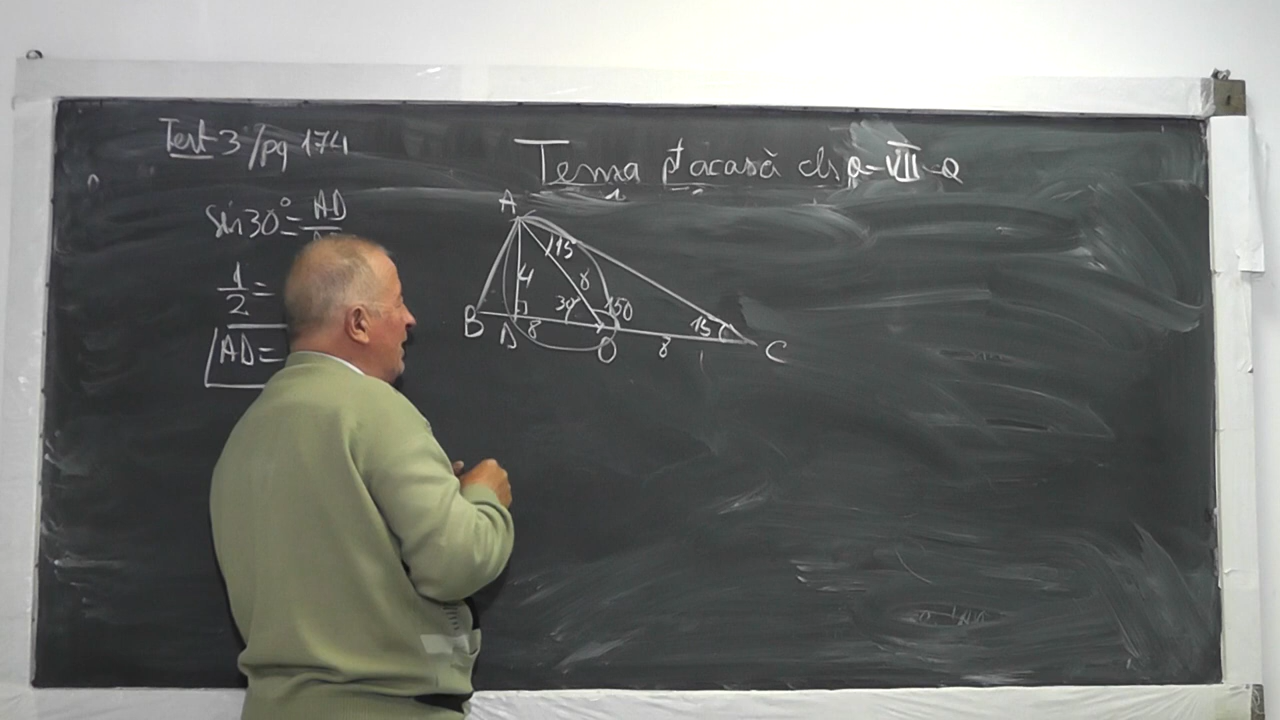 Test 3/pg 174
Tema pt acasă cls a-VII-a
sin 30° = AD
1/2 =
AD =
A
15
4
8
30
150
15
B
D
8
O
8
C